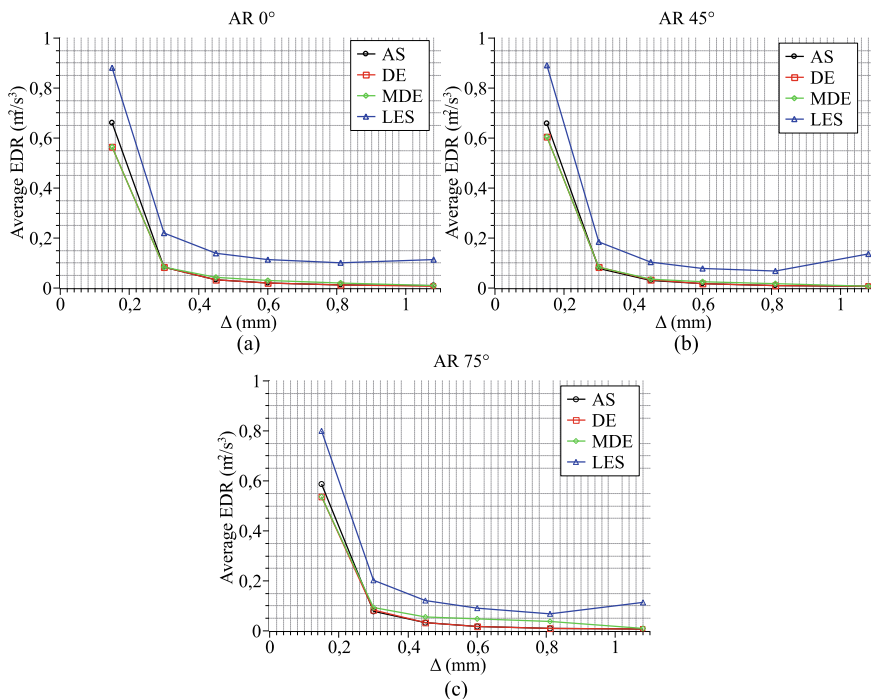 AR 0°
1
0,8
0,6
0,4
0,2
0
Average EDR (m²/s³)
AS
DE
MDE
LES
0 0,2 0,4 0,6 0,8 1
Δ (mm)
(a)
AR 45°
1
0,8
0,6
0,4
0,2
0
Average EDR (m²/s³)
AS
DE
MDE
LES
0 0,2 0,4 0,6 0,8 1
Δ (mm)
(b)
AR 75°
1
0,8
0,6
0,4
0,2
0
Average EDR (m²/s³)
AS
DE
MDE
LES
0 0,2 0,4 0,6 0,8 1
Δ (mm)
(c)